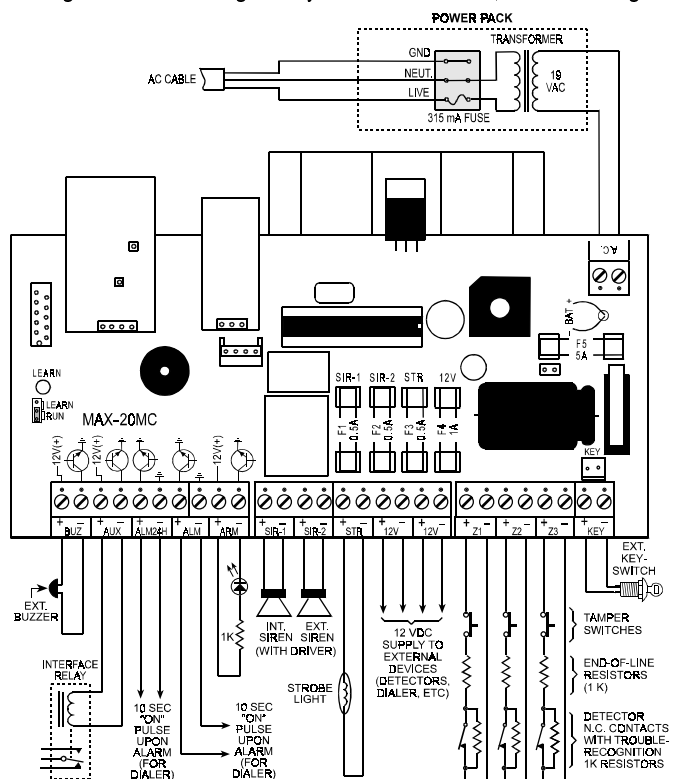 POWER PACK
TRANSFORMER
GND
AC CABLE
NEUT.
19
VAC
LIVE
315 mA FUSE
A.C.
BAT
+
-
F5
5A
LEARN
LEARN
RUN
MAX-20MC
SIR-1 SIR-2 STR 12V
F1
0.5A
F2
0.5A
F3
0.5A
F4
1A
KEY
12V(+)
12V(+)
12V(+)
+ - + - + - + - + - + - + - + - + - + - + - + - + - + -
BUZ AUX ALM24H ALM ARM SIR-1 SIR-2 STR 12V 12V Z1 Z2 Z3 KEY
EXT.
BUZZER
1K
INT.
SIREN
EXT.
SIREN
(WITH DRIVER)
12 VDC
SUPPLY TO
EXTERNAL
DEVICES
(DETECTORS,
DIALER, ETC)
EXT.
KEY-
SWITCH
TAMPER
SWITCHES
END-OF-LINE
RESISTORS
(1 K)
DETECTOR
N.C. CONTACTS
WITH TROUBLE-
RECOGNITION
1K RESISTORS
INTERFACE
RELAY
10 SEC
"ON"
PULSE
UPON
ALARM
(FOR
DIALER)
10 SEC
"ON"
PULSE
UPON
ALARM
(FOR
DIALER)
STROBE
LIGHT